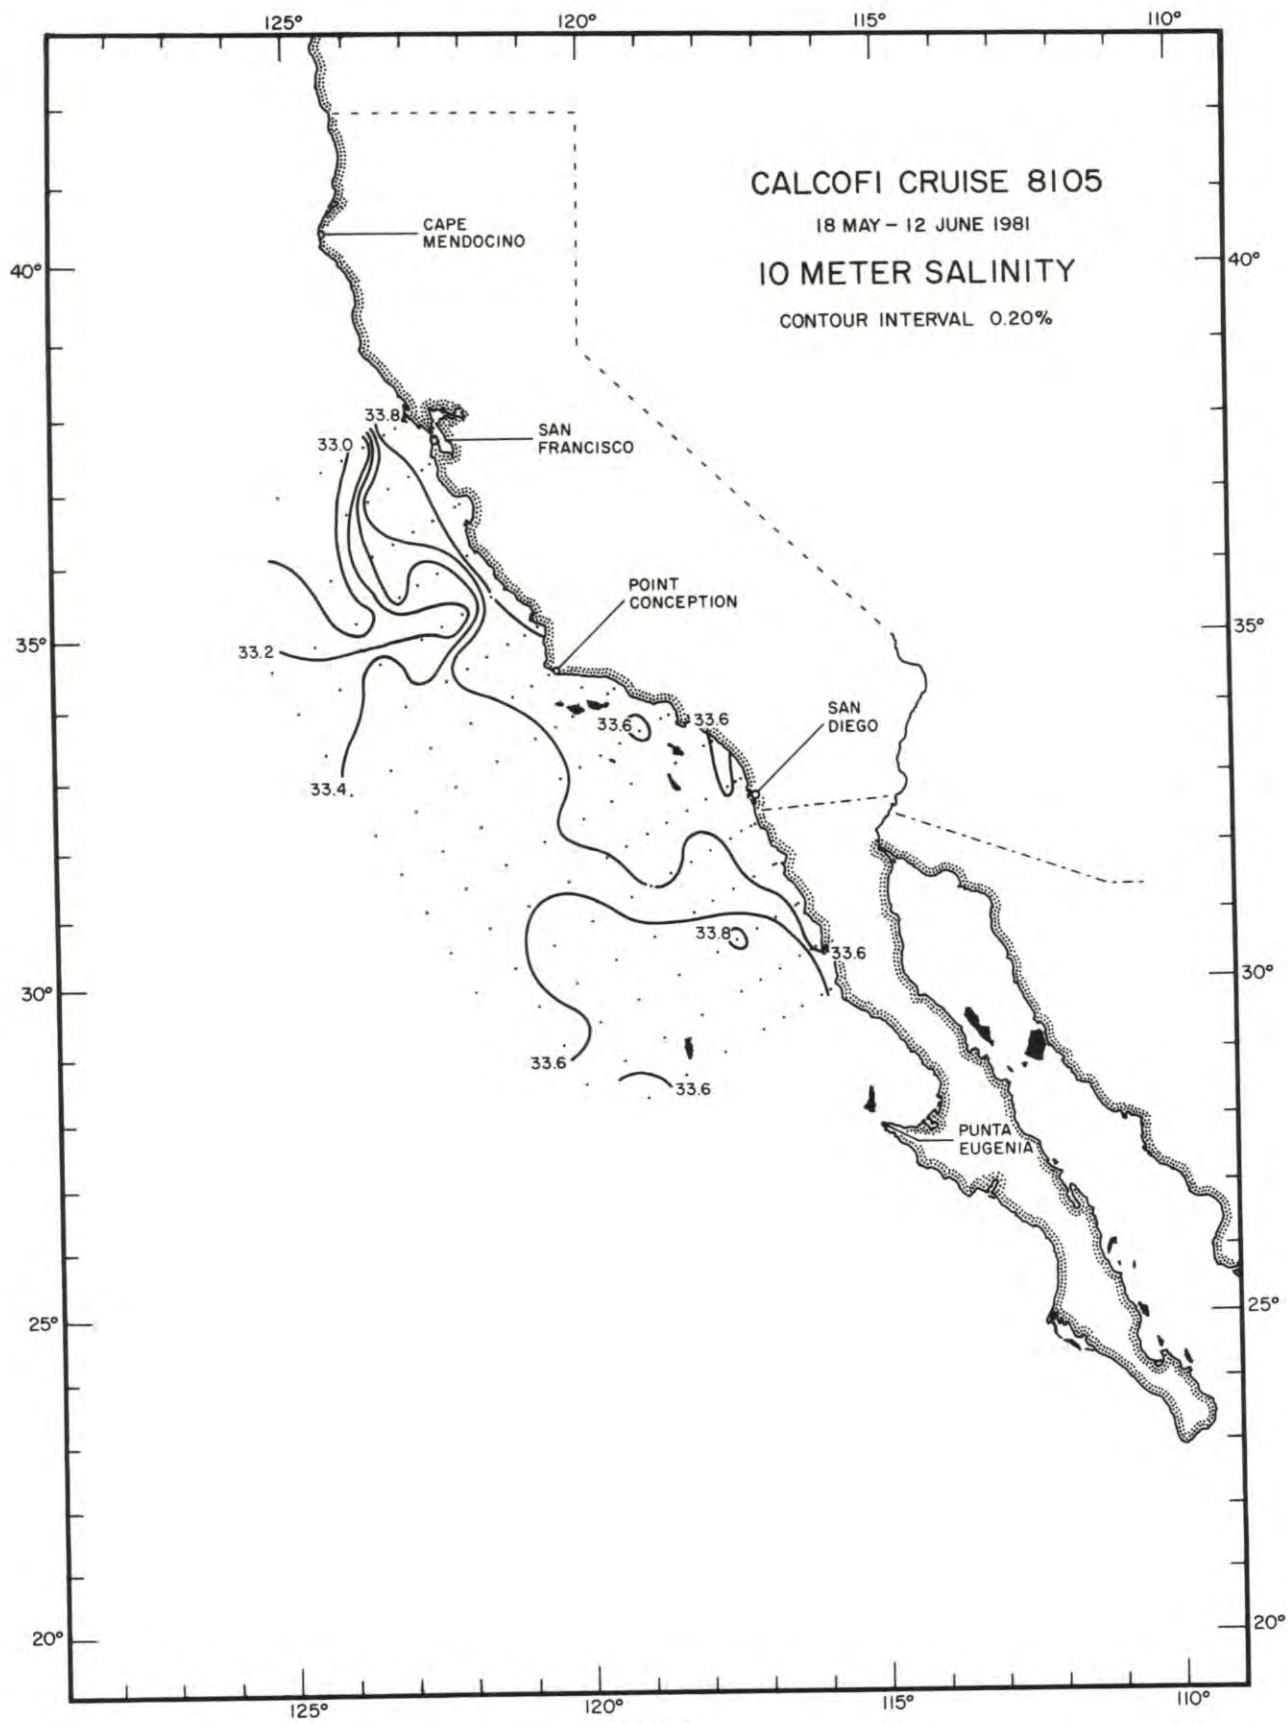 125°
120°
115°
110°
CALCOFI CRUISE 8105
18 MAY – 12 JUNE 1981
10 METER SALINITY
CONTOUR INTERVAL 0.20%
CAPE
MENDOCINO
40°
40°
33.8
33.0
SAN
FRANCISCO
POINT
CONCEPTION
35°
35°
33.2
33.6
33.6
SAN
DIEGO
33.4
33.8
33.6
30°
30°
33.6
33.6
PUNTA
EUGENIA
25°
25°
20°
20°
125°
120°
115°
110°